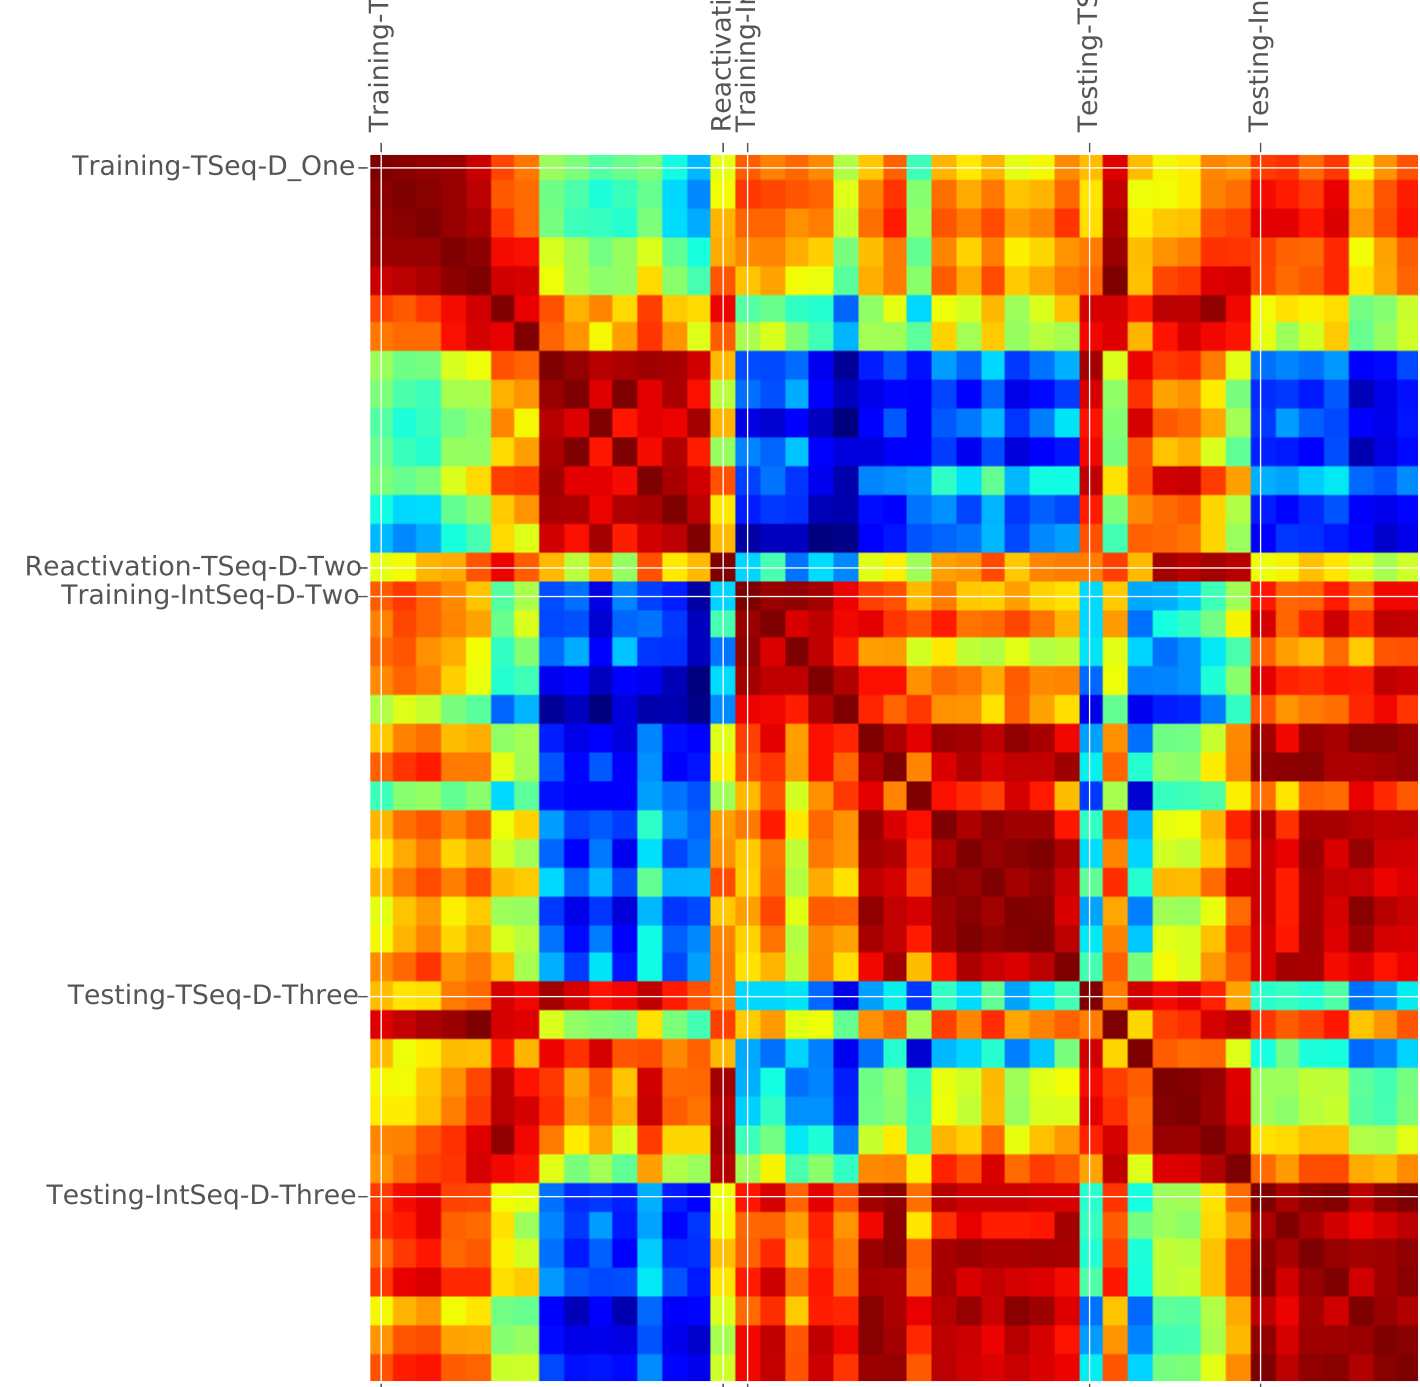 Training-T
Reactivati
Training-I
Testing-TS
Testing-In
Training-TSeq-D_One
Reactivation-TSeq-D-Two
Training-IntSeq-D-Two
Testing-TSeq-D-Three
Testing-IntSeq-D-Three